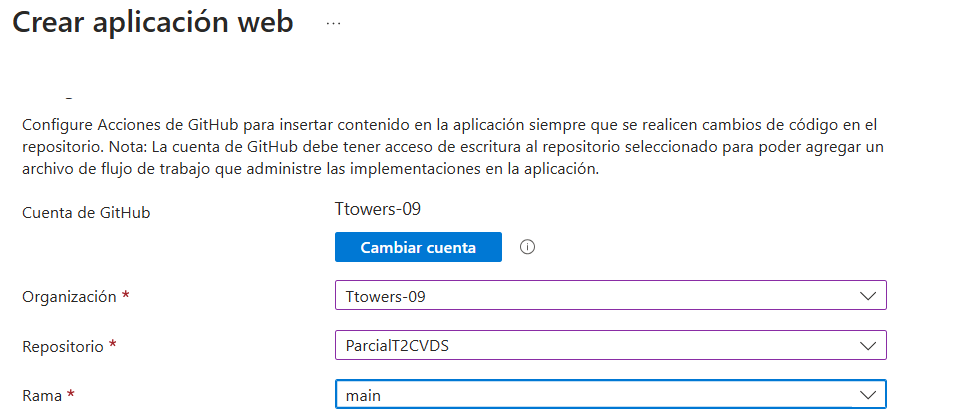 Crear aplicación web ...
Configure Acciones de GitHub para insertar contenido en la aplicación siempre que se realicen cambios de código en el
repositorio. Nota: La cuenta de GitHub debe tener acceso de escritura al repositorio seleccionado para poder agregar un
archivo de flujo de trabajo que administre las implementaciones en la aplicación.
Cuenta de GitHub
Ttowers-09
Cambiar cuenta
Organización *
Ttowers-09
Repositorio *
ParcialT2CVDS
Rama *
main